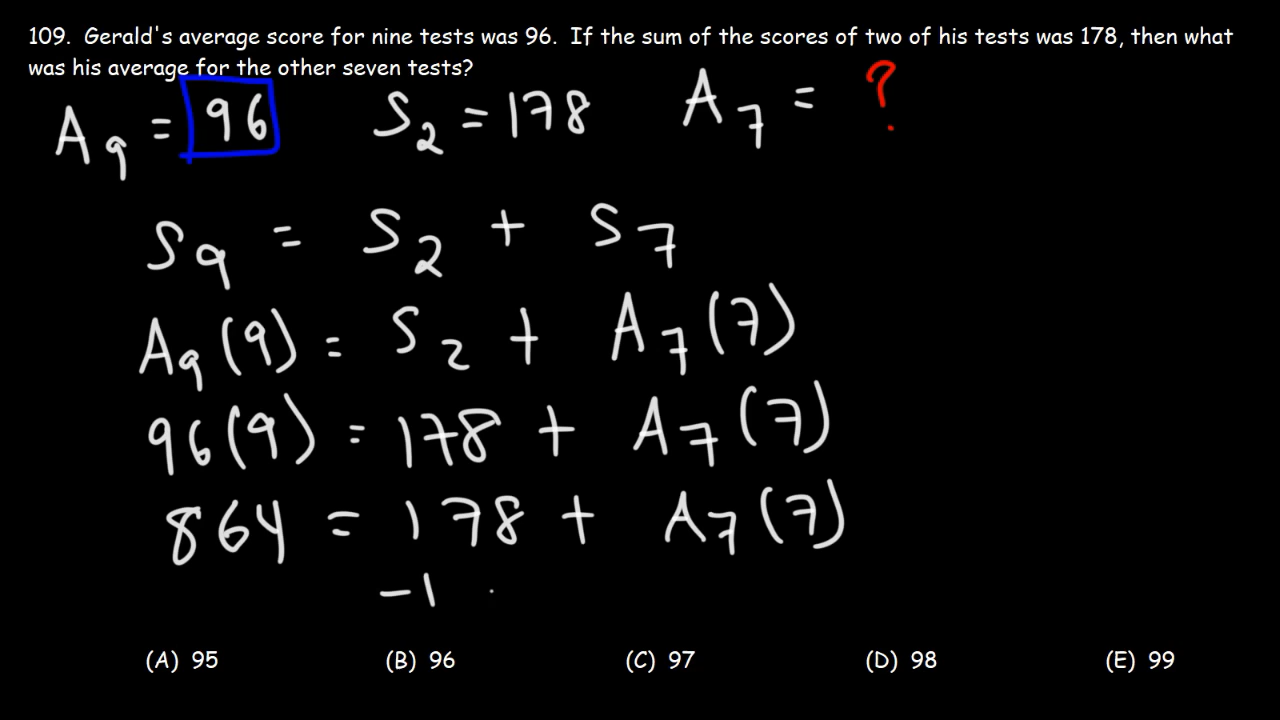 109. Gerald's average score for nine tests was 96. If the sum of the scores of two of his tests was 178, then what
was his average for the other seven tests?
A₉ = 96 S₂ = 178 A₇ = ?
S₉ = S₂ + S₇
A₉(9) = S₂ + A₇(7)
96(9) = 178 + A₇(7)
864 = 178 + A₇(7)
-1
(A) 95 (B) 96 (C) 97 (D) 98 (E) 99